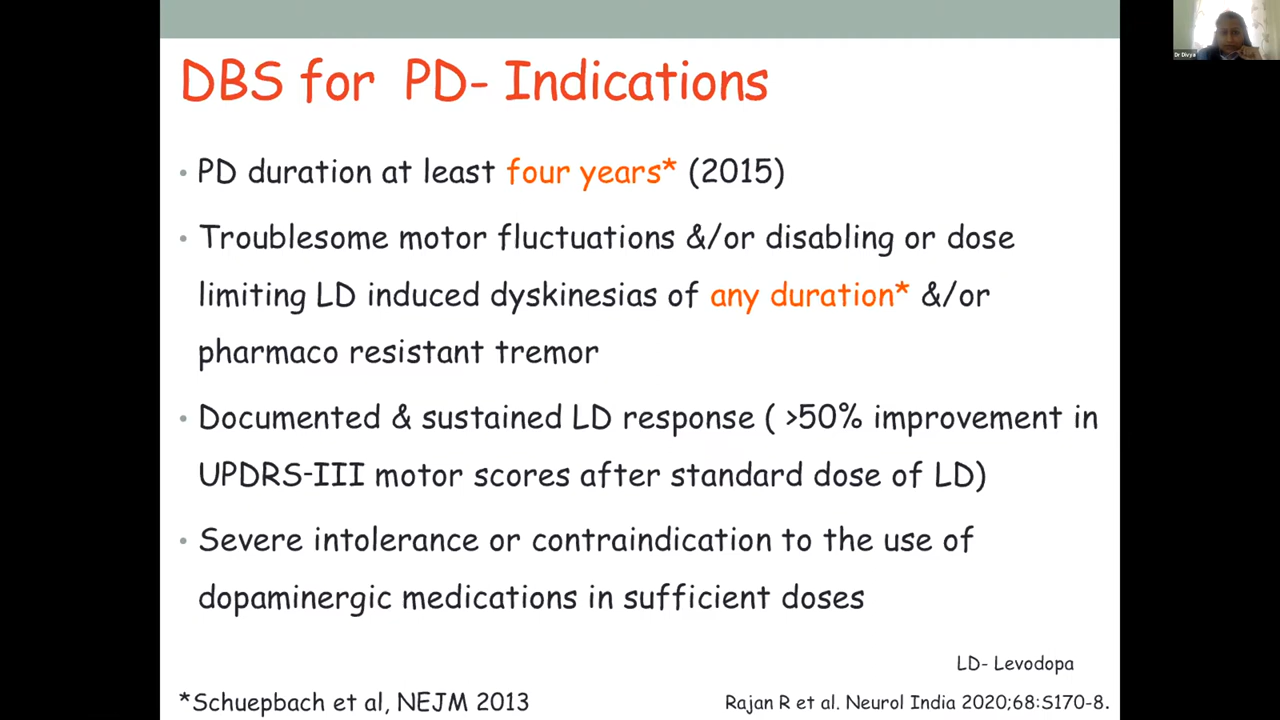 DBS for PD- Indications
• PD duration at least four years* (2015)
• Troublesome motor fluctuations &/or disabling or dose
limiting LD induced dyskinesias of any duration* &/or
pharmaco resistant tremor
• Documented & sustained LD response ( >50% improvement in
UPDRS-III motor scores after standard dose of LD)
• Severe intolerance or contraindication to the use of
dopaminergic medications in sufficient doses
LD- Levodopa
*Schuepbach et al, NEJM 2013
Rajan R et al. Neurol India 2020;68:S170-8.
Dr Divya